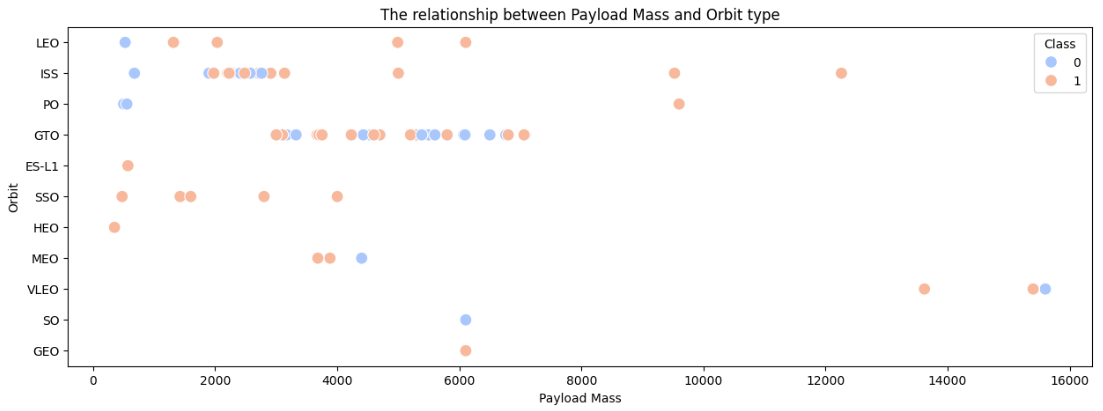 The relationship between Payload Mass and Orbit type
Class
0
1
LEO
ISS
PO
GTO
ES-L1
SSO
HEO
MEO
VLEO
SO
GEO
Orbit
0 2000 4000 6000 8000 10000 12000 14000 16000
Payload Mass